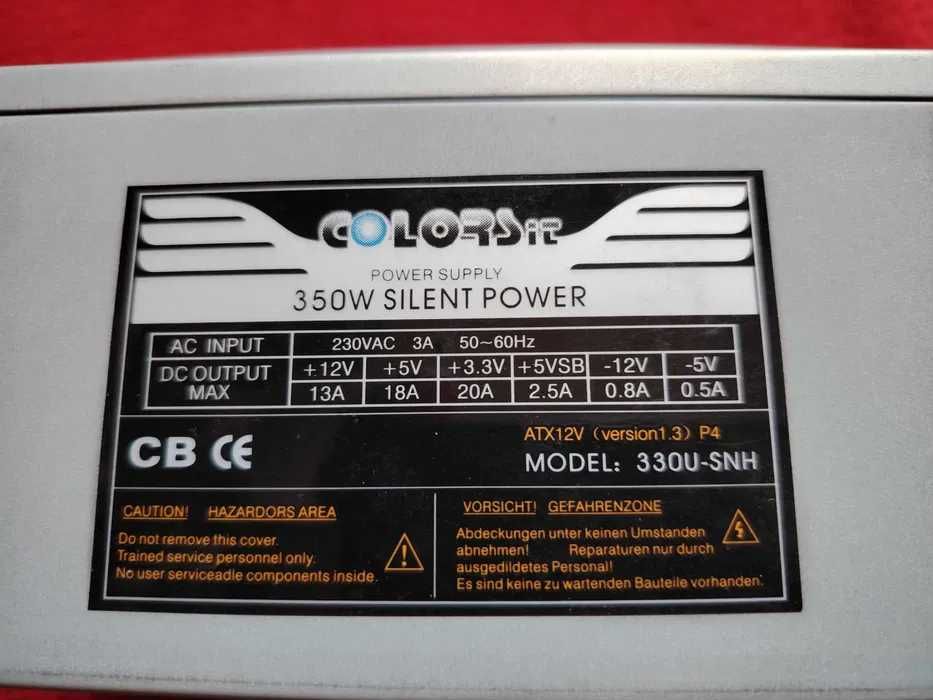 COLORSit
POWER SUPPLY
350W SILENT POWER
AC INPUT 230VAC 3A 50~60Hz
DC OUTPUT MAX +12V +5V +3.3V +5VSB -12V -5V
13A 18A 20A 2.5A 0.8A 0.5A
CB CE
ATX12V (version1.3) P4
MODEL: 330U-SNH
CAUTION! HAZARDORS AREA
Do not remove this cover.
Trained service personnel only.
No user serviceadle components inside.
VORSICHT! GEFAHRENZONE
Abdeckungen unter keinen Umstanden
abnehmen! Reparaturen nur durch
ausgedildetes Personal!
Es sind keine zu wartenden Bauteile vorhanden.